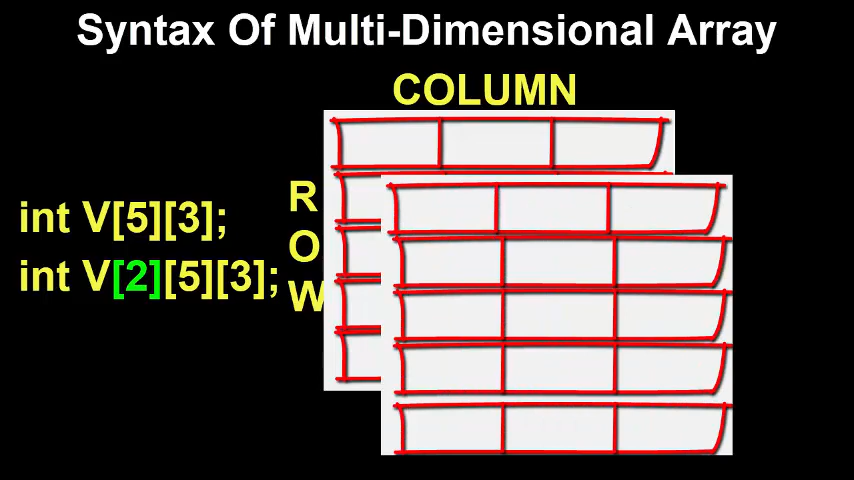 Syntax Of Multi-Dimensional Array
COLUMN
R
O
W
int V[5][3];
int V[2][5][3];